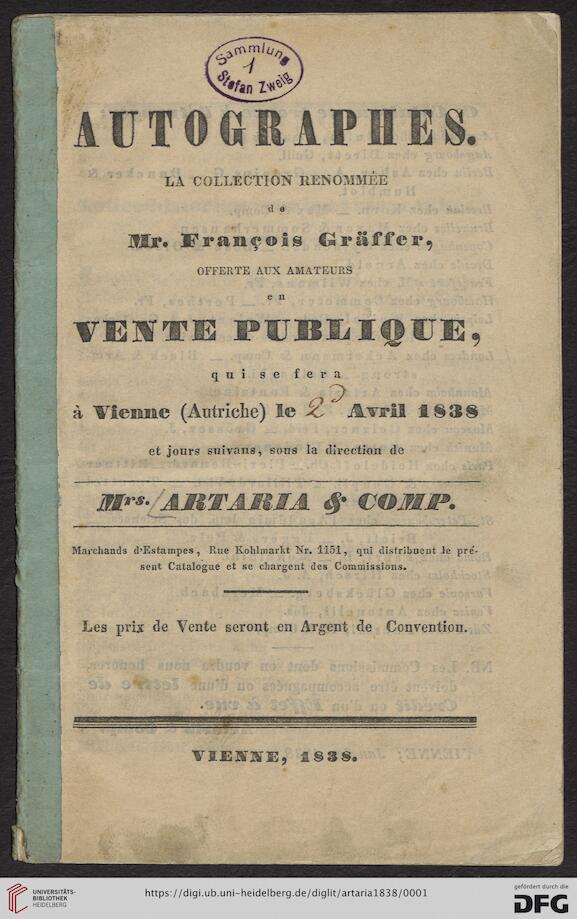 Sammlung
1
Stefan Zweig
AUTOGRAPHES.
LA COLLECTION RENOMMÉE
de
Mr. François Gräffer,
OFFERTE AUX AMATEURS
en
VENTE PUBLIQUE,
qui se fera
à Vienne (Autriche) le 2d Avril 1838
et jours suivans, sous la direction de
Mrs. ARTARIA & COMP.
Marchands d'Estampes, Rue Kohlmarkt Nr. 1151, qui distribuent le pré-
sent Catalogue et se chargent des Commissions.
Les prix de Vente seront en Argent de Convention.
VIENNE, 1838.
UNIVERSITÄTS-
BIBLIOTHEK
HEIDELBERG
https://digi.ub.uni-heidelberg.de/diglit/artaria1838/0001
gefördert durch die
DFG